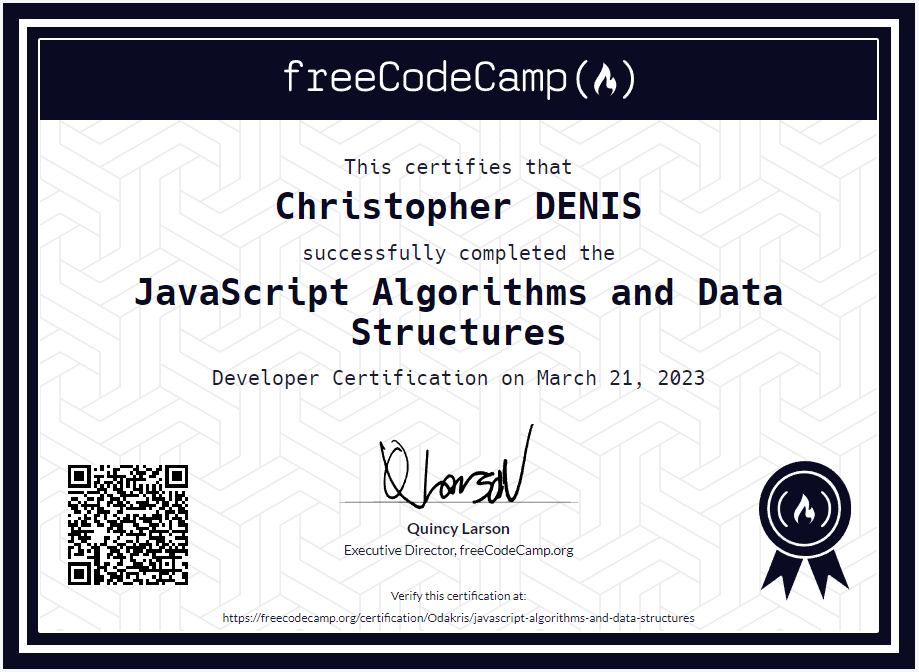 freeCodeCamp
This certifies that
Christopher DENIS
successfully completed the
JavaScript Algorithms and Data
Structures
Developer Certification on March 21, 2023
Q Larson
Quincy Larson
Executive Director, freeCodeCamp.org
Verify this certification at:
https://freecodecamp.org/certification/Odakris/javascript-algorithms-and-data-structures